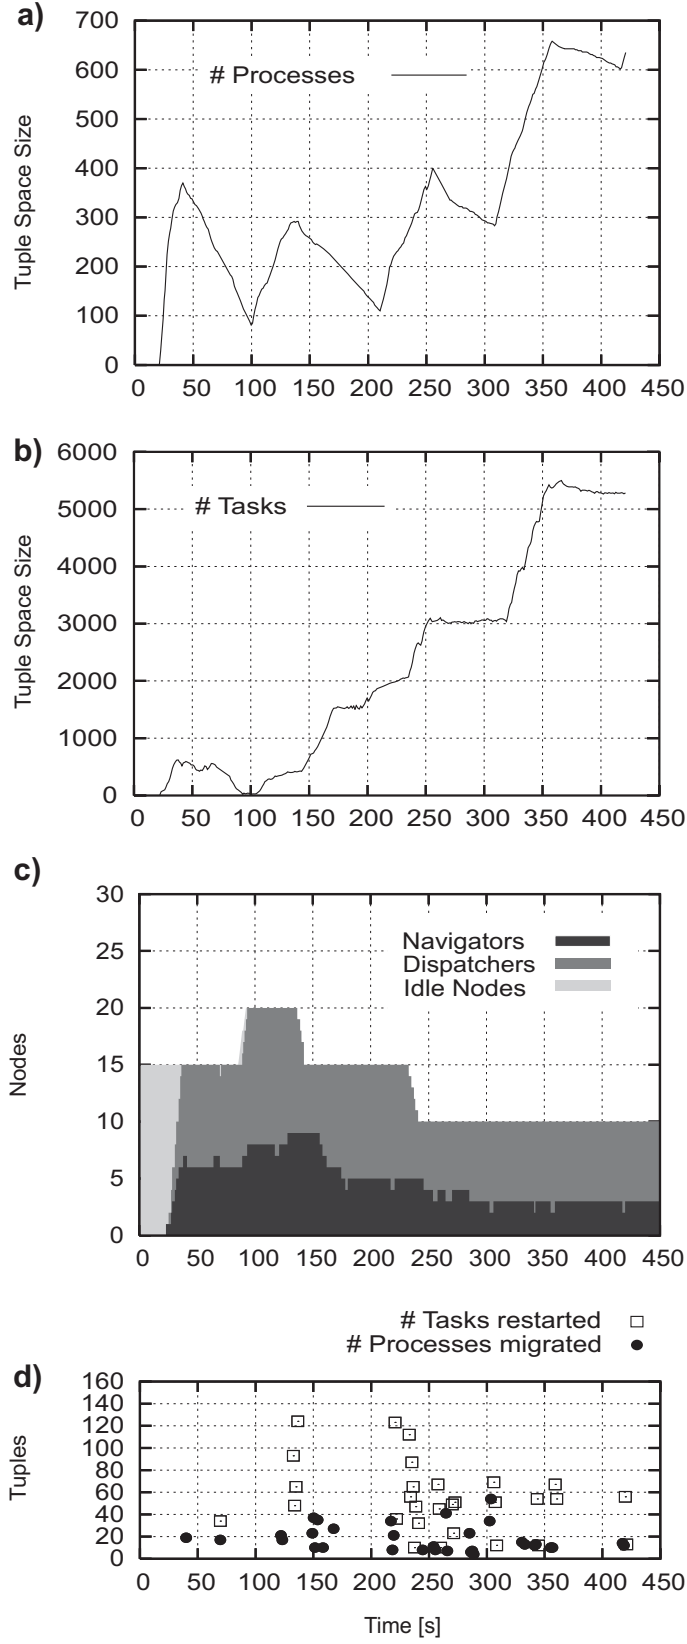 a)
700
600
500
400
300
200
100
0
Tuple Space Size
# Processes
0 50 100 150 200 250 300 350 400 450
b)
6000
5000
4000
3000
2000
1000
0
Tuple Space Size
# Tasks
0 50 100 150 200 250 300 350 400 450
c)
30
25
20
15
10
5
0
Nodes
Navigators
Dispatchers
Idle Nodes
0 50 100 150 200 250 300 350 400 450
# Tasks restarted
# Processes migrated
d)
160
140
120
100
80
60
40
20
0
Tuples
0 50 100 150 200 250 300 350 400 450
Time [s]